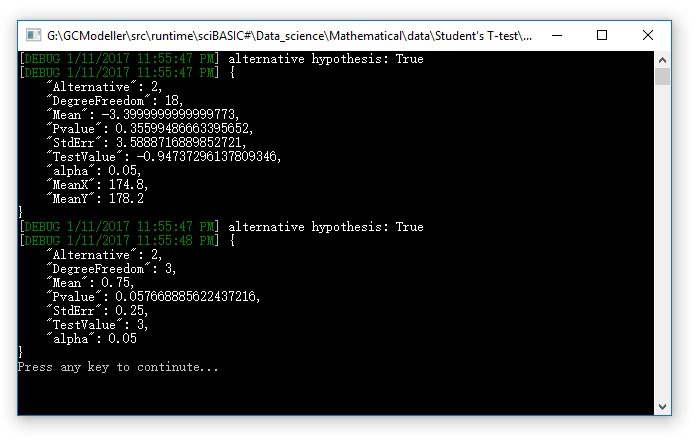 G:\GCModeller\src\runtime\sciBASIC#\Data_science\Mathematical\data\Student's T-test\...
[DEBUG 1/11/2017 11:55:47 PM] alternative hypothesis: True
[DEBUG 1/11/2017 11:55:47 PM] {
    "Alternative": 2,
    "DegreeFreedom": 18,
    "Mean": -3.3999999999999773,
    "Pvalue": 0.35599486663395652,
    "StdErr": 3.5888716889852721,
    "TestValue": -0.94737296137809346,
    "alpha": 0.05,
    "MeanX": 174.8,
    "MeanY": 178.2
}
[DEBUG 1/11/2017 11:55:47 PM] alternative hypothesis: True
[DEBUG 1/11/2017 11:55:48 PM] {
    "Alternative": 2,
    "DegreeFreedom": 3,
    "Mean": 0.75,
    "Pvalue": 0.057668885622437216,
    "StdErr": 0.25,
    "TestValue": 3,
    "alpha": 0.05
}
Press any key to continute...